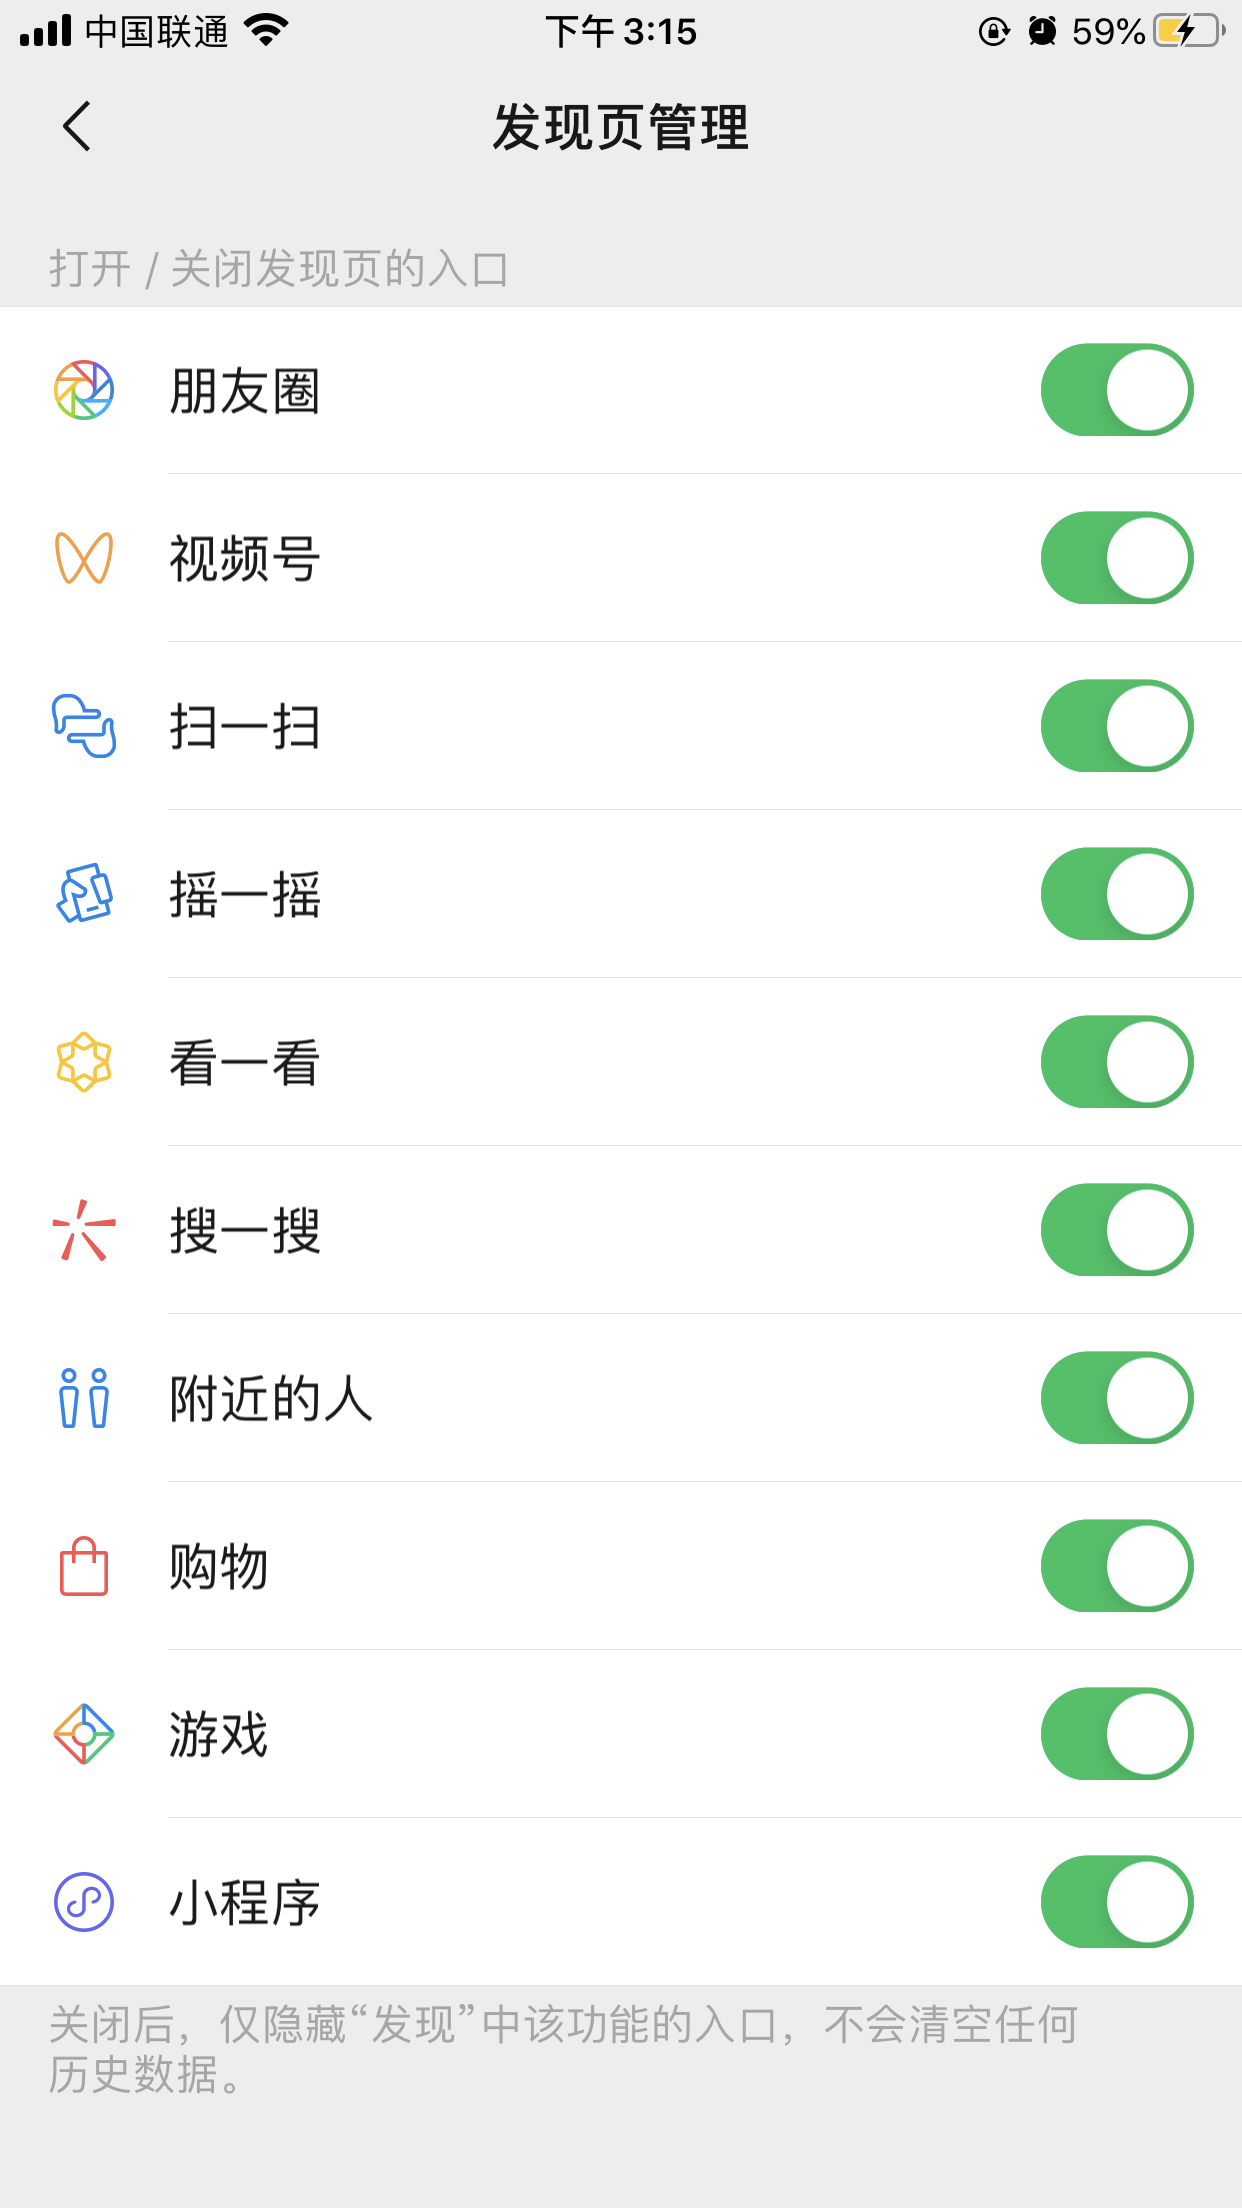 中国联通 下午 3:15 59%
发现页管理
打开 / 关闭发现页的入口
朋友圈
视频号
扫一扫
摇一摇
看一看
搜一搜
附近的人
购物
游戏
小程序
关闭后，仅隐藏“发现”中该功能的入口，不会清空任何
历史数据。